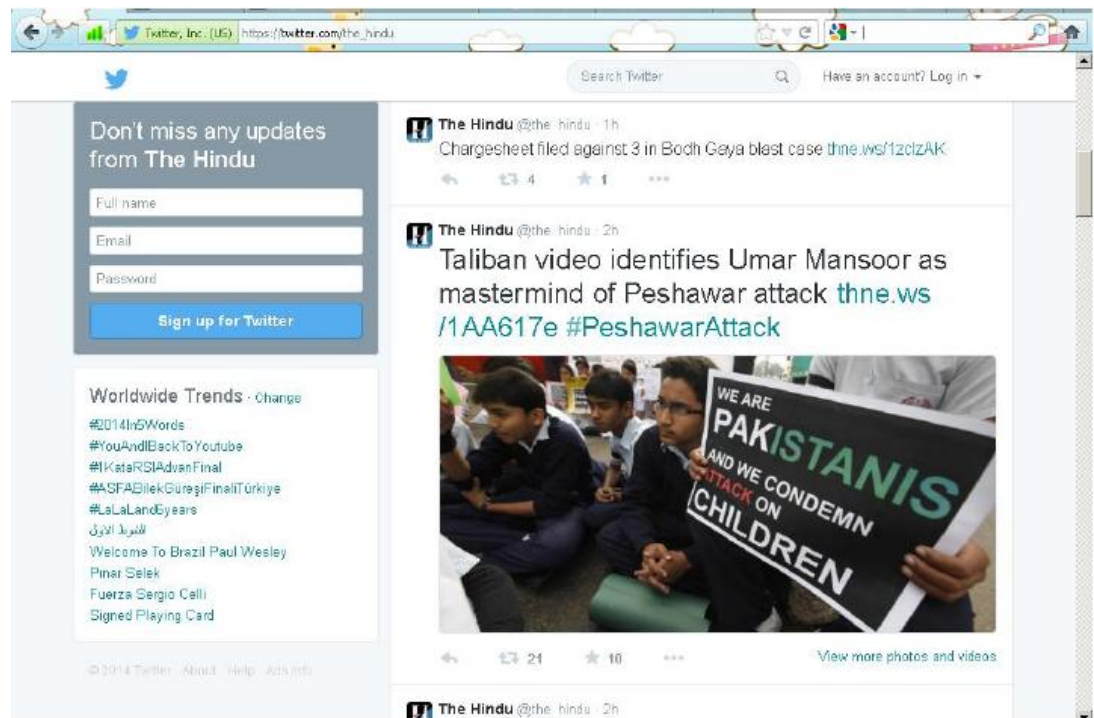 Twitter, Inc. (US) https://twitter.com/the_hindu
Search Twitter
Have an account? Log in
Don't miss any updates
from The Hindu
Full name
Email
Password
Sign up for Twitter
Worldwide Trends · Change
#2014In5Words
#YouAndIBackToYoutube
#1KataRSIAdvanFinal
#ASFABilekGüreşiFinaliTürkiye
#LaLaLand6years
Welcome To Brazil Paul Wesley
Pınar Selek
Fuerza Sergio Celli
Signed Playing Card
© 2014 Twitter About Help Ads info
The Hindu @the_hindu · 1h
Chargesheet filed against 3 in Bodh Gaya blast case thne.ws/1zclzAK
4 1
The Hindu @the_hindu · 2h
Taliban video identifies Umar Mansoor as
mastermind of Peshawar attack thne.ws
/1AA617e #PeshawarAttack
WE ARE
PAKISTANIS
AND WE CONDEMN
ATTACK ON
CHILDREN
21 10
View more photos and videos
The Hindu @the_hindu · 2h